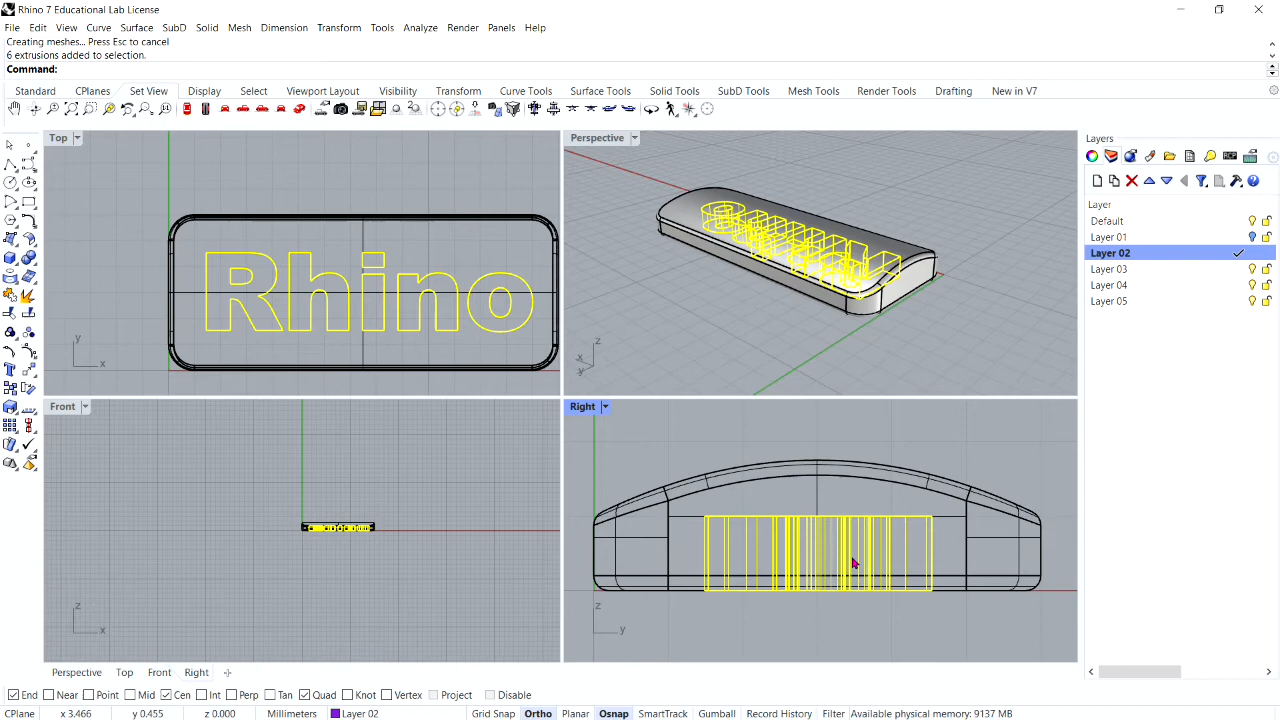 Rhino 7 Educational Lab License
File Edit View Curve Surface SubD Solid Mesh Dimension Transform Tools Analyze Render Panels Help
Creating meshes... Press Esc to cancel
6 extrusions added to selection.
Command:
Standard CPlanes Set View Display Select Viewport Layout Visibility Transform Curve Tools Surface Tools Solid Tools SubD Tools Mesh Tools Render Tools Drafting New in V7
Top
Perspective
Layers
Layer
Default
Layer 01
Layer 02
Layer 03
Layer 04
Layer 05
Rhino
y
x
z
x
y
Front
Right
z
x
z
y
Perspective Top Front Right
End Near Point Mid Cen Int Perp Tan Quad Knot Vertex Project Disable
CPlane x 3.466 y 0.455 z 0.000 Millimeters Layer 02 Grid Snap Ortho Planar Osnap SmartTrack Gumball Record History Filter Available physical memory: 9137 MB